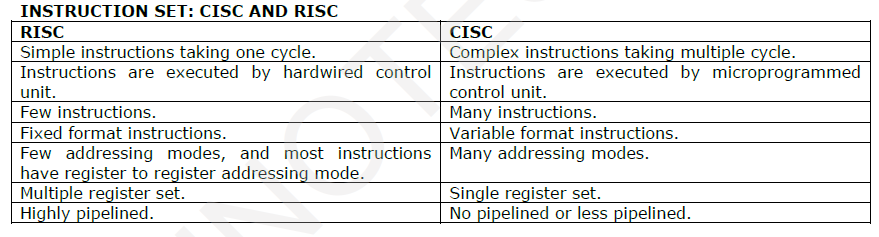 INSTRUCTION SET: CISC AND RISC
RISC CISC
Simple instructions taking one cycle. Complex instructions taking multiple cycle.
Instructions are executed by hardwired control unit. Instructions are executed by microprogrammed control unit.
Few instructions. Many instructions.
Fixed format instructions. Variable format instructions.
Few addressing modes, and most instructions have register to register addressing mode. Many addressing modes.
Multiple register set. Single register set.
Highly pipelined. No pipelined or less pipelined.